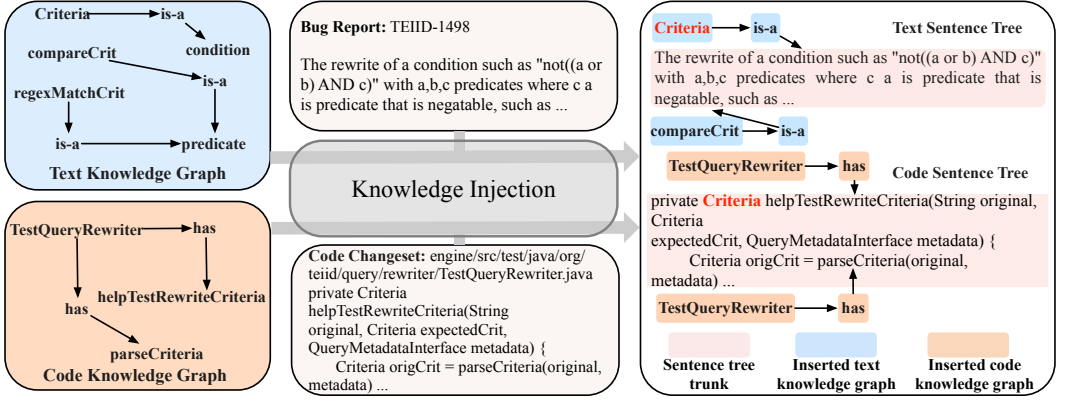 Criteria
is-a
condition
compareCrit
is-a
regexMatchCrit
is-a
predicate
Text Knowledge Graph
TestQueryRewriter
has
helpTestRewriteCriteria
has
parseCriteria
Code Knowledge Graph
Bug Report: TEIID-1498
The rewrite of a condition such as "not((a or
b) AND c)" with a,b,c predicates where c a
is predicate that is negatable, such as ...
Knowledge Injection
Code Changeset: engine/src/test/java/org/
teiid/query/rewriter/TestQueryRewriter.java
private Criteria
helpTestRewriteCriteria(String
original, Criteria expectedCrit,
QueryMetadataInterface metadata) {
Criteria origCrit = parseCriteria(original,
metadata) ...
Criteria
is-a
Text Sentence Tree
The rewrite of a condition such as "not((a or b) AND c)"
with a,b,c predicates where c a is predicate that is
negatable, such as ...
compareCrit
is-a
TestQueryRewriter
has
Code Sentence Tree
private Criteria helpTestRewriteCriteria(String original,
Criteria
expectedCrit, QueryMetadataInterface metadata) {
Criteria origCrit = parseCriteria(original,
metadata) ...
TestQueryRewriter
has
Sentence tree
trunk
Inserted text
knowledge graph
Inserted code
knowledge graph